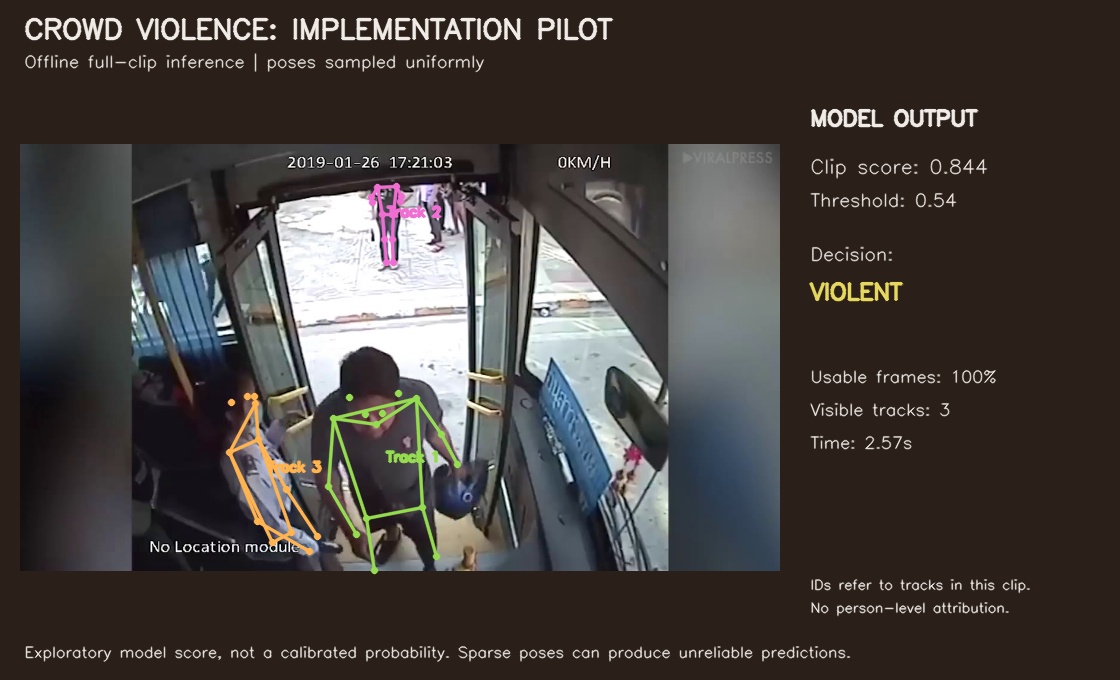 CROWD VIOLENCE: IMPLEMENTATION PILOT
Offline full-clip inference | poses sampled uniformly
MODEL OUTPUT
2019-01-26 17:21:03
0KM/H
VIRALPRESS
Clip score: 0.844
Threshold: 0.54
Track 2
Decision:
VIOLENT
Usable frames: 100%
Visible tracks: 3
Time: 2.57s
Track 1
Track 3
No Location module
IDs refer to tracks in this clip.
No person-level attribution.
Exploratory model score, not a calibrated probability. Sparse poses can produce unreliable predictions.